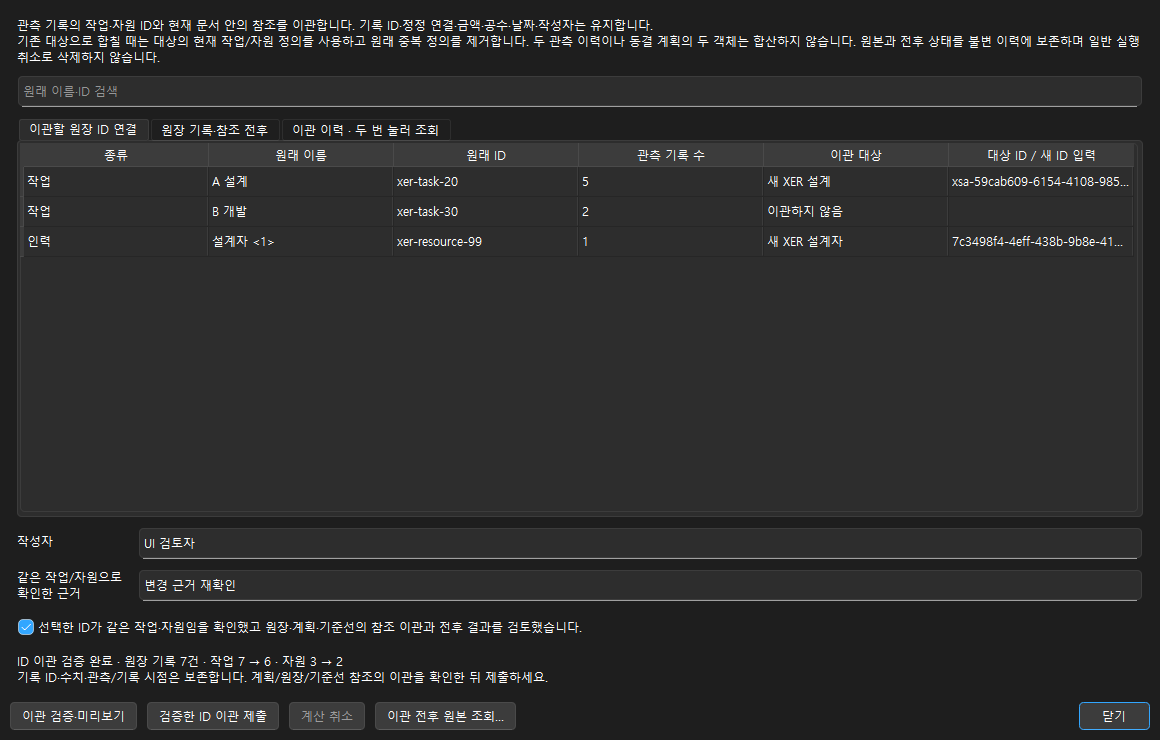 관측 기록의 작업·자원 ID와 현재 문서 안의 참조를 이관합니다. 기록 ID·정정 연결·금액·공수·날짜·작성자는 유지합니다.
기존 대상으로 합칠 때는 대상의 현재 작업/자원 정의를 사용하고 원래 중복 정의를 제거합니다. 두 관측 이력이나 동결 계획의 두 객체는 합산하지 않습니다. 원본과 전후 상태를 불변 이력에 보존하며 일반 실행
취소로 삭제하지 않습니다.
원래 이름·ID 검색
이관할 원장 ID 연결 원장 기록·참조 전후 이관 이력 · 두 번 눌러 조회
종류 원래 이름 원래 ID 관측 기록 수 이관 대상 대상 ID / 새 ID 입력
작업 A 설계 xer-task-20 5 새 XER 설계 xsa-59cab609-6154-4108-985...
작업 B 개발 xer-task-30 2 이관하지 않음
인력 설계자 <1> xer-resource-99 1 새 XER 설계자 7c3498f4-4eff-438b-9b8e-41...
작성자 UI 검토자
같은 작업/자원으로
확인한 근거 변경 근거 재확인
선택한 ID가 같은 작업·자원임을 확인했고 원장·계획·기준선의 참조 이관과 전후 결과를 검토했습니다.
ID 이관 검증 완료 · 원장 기록 7건 · 작업 7 → 6 · 자원 3 → 2
기록 ID·수치·관측/기록 시점은 보존합니다. 계획/원장/기준선 참조의 이관을 확인한 뒤 제출하세요.
이관 검증·미리보기 검증한 ID 이관 제출 계산 취소 이관 전후 원본 조회... 닫기